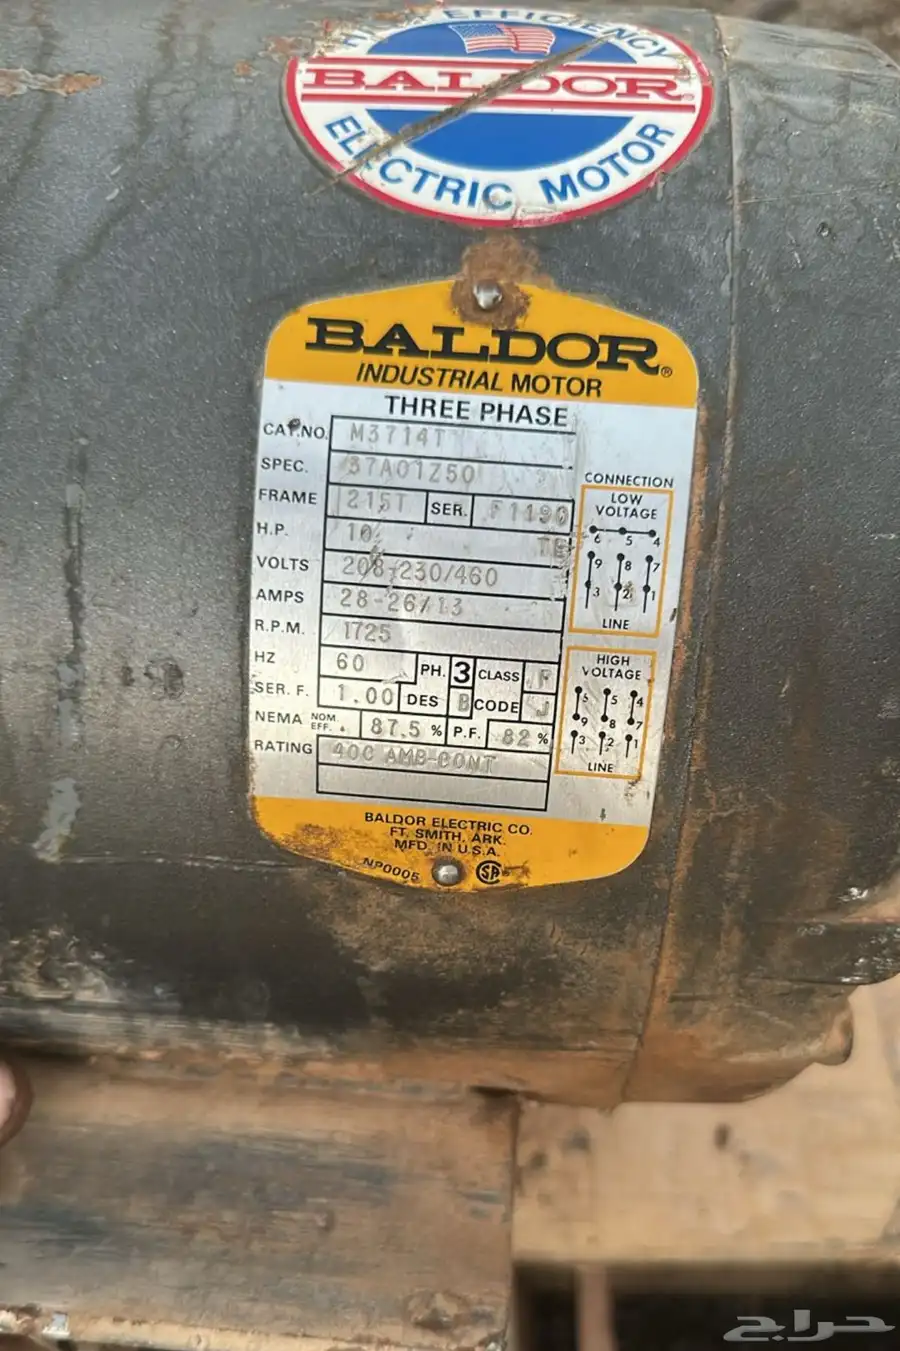 HIGH EFFICIENCY
BALDOR
ELECTRIC MOTOR
BALDOR®
INDUSTRIAL MOTOR
THREE PHASE
CAT.NO. M3714T
SPEC. 37A01Z50
FRAME 215T SER. F1190
H.P. 10 TE
VOLTS 208-230/460
AMPS 28-26/13
R.P.M. 1725
HZ 60 PH. 3 CLASS F
SER. F. 1.00 DES B CODE J
NEMA NOM. EFF. 87.5 % P.F. 82 %
RATING 40C AMB-CONT
CONNECTION
LOW
VOLTAGE
6 5 4
9 8 7
3 2 1
LINE
HIGH
VOLTAGE
6 5 4
9 8 7
3 2 1
LINE
BALDOR ELECTRIC CO.
FT. SMITH, ARK.
MFD. IN U.S.A.
NP0005 SP
حراج